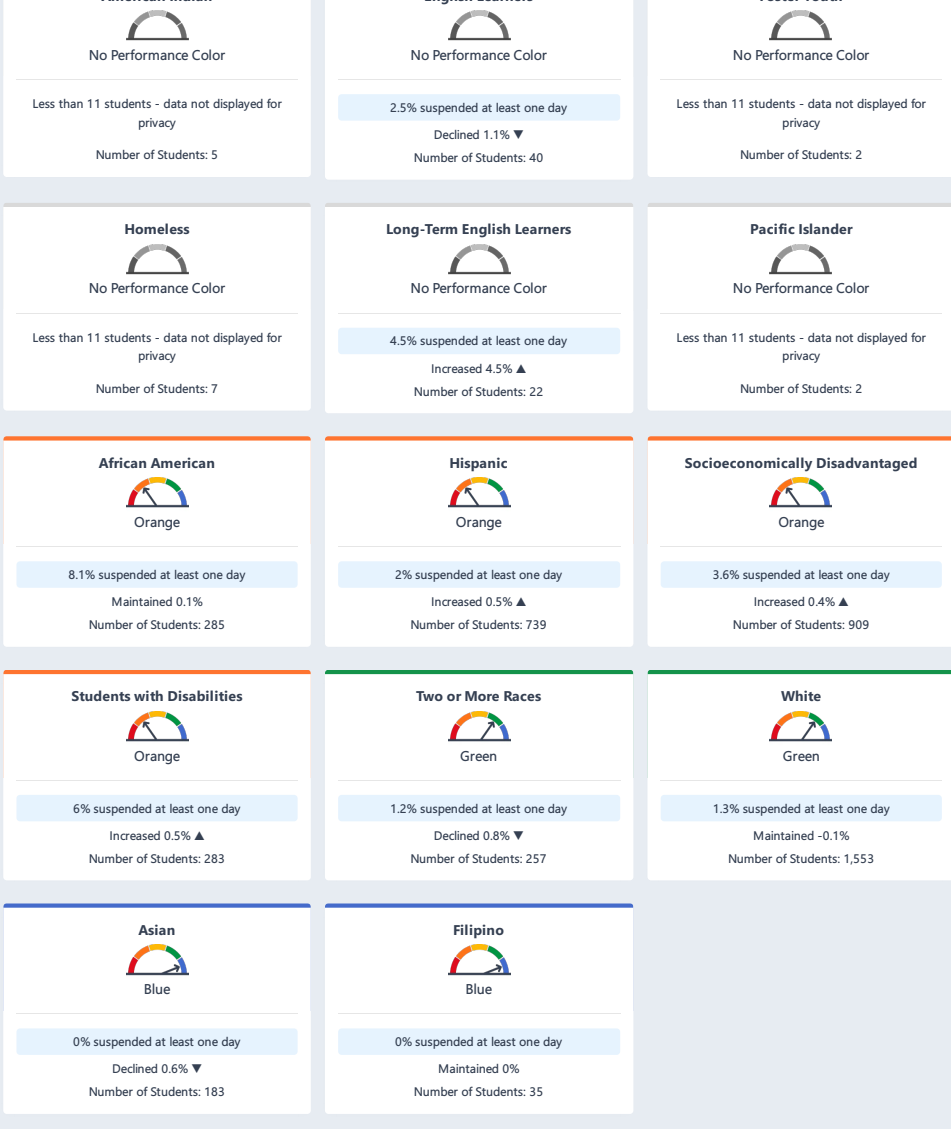 American Indian
No Performance Color
Less than 11 students - data not displayed for
privacy
Number of Students: 5
English Learners
No Performance Color
2.5% suspended at least one day
Declined 1.1% ▼
Number of Students: 40
Foster Youth
No Performance Color
Less than 11 students - data not displayed for
privacy
Number of Students: 2
Homeless
No Performance Color
Less than 11 students - data not displayed for
privacy
Number of Students: 7
Long-Term English Learners
No Performance Color
4.5% suspended at least one day
Increased 4.5% ▲
Number of Students: 22
Pacific Islander
No Performance Color
Less than 11 students - data not displayed for
privacy
Number of Students: 2
African American
Orange
8.1% suspended at least one day
Maintained 0.1%
Number of Students: 285
Hispanic
Orange
2% suspended at least one day
Increased 0.5% ▲
Number of Students: 739
Socioeconomically Disadvantaged
Orange
3.6% suspended at least one day
Increased 0.4% ▲
Number of Students: 909
Students with Disabilities
Orange
6% suspended at least one day
Increased 0.5% ▲
Number of Students: 283
Two or More Races
Green
1.2% suspended at least one day
Declined 0.8% ▼
Number of Students: 257
White
Green
1.3% suspended at least one day
Maintained -0.1%
Number of Students: 1,553
Asian
Blue
0% suspended at least one day
Declined 0.6% ▼
Number of Students: 183
Filipino
Blue
0% suspended at least one day
Maintained 0%
Number of Students: 35